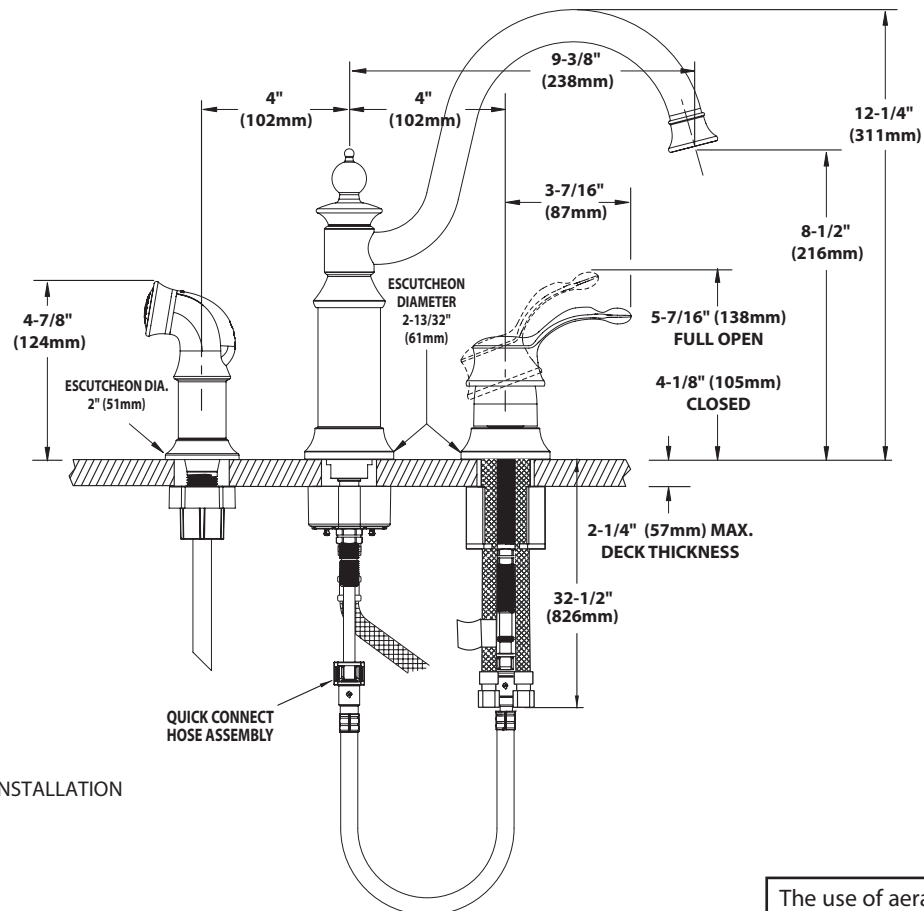 9-3/8"
(238mm)
4"
(102mm)
4"
(102mm)
12-1/4"
(311mm)
3-7/16"
(87mm)
8-1/2"
(216mm)
ESCUTCHEON
DIAMETER
2-13/32"
(61mm)
4-7/8"
(124mm)
5-7/16" (138mm)
FULL OPEN
ESCUTCHEON DIA.
2" (51mm)
4-1/8" (105mm)
CLOSED
2-1/4" (57mm) MAX.
DECK THICKNESS
32-1/2"
(826mm)
QUICK CONNECT
HOSE ASSEMBLY
NSTALLATION
The use of aera